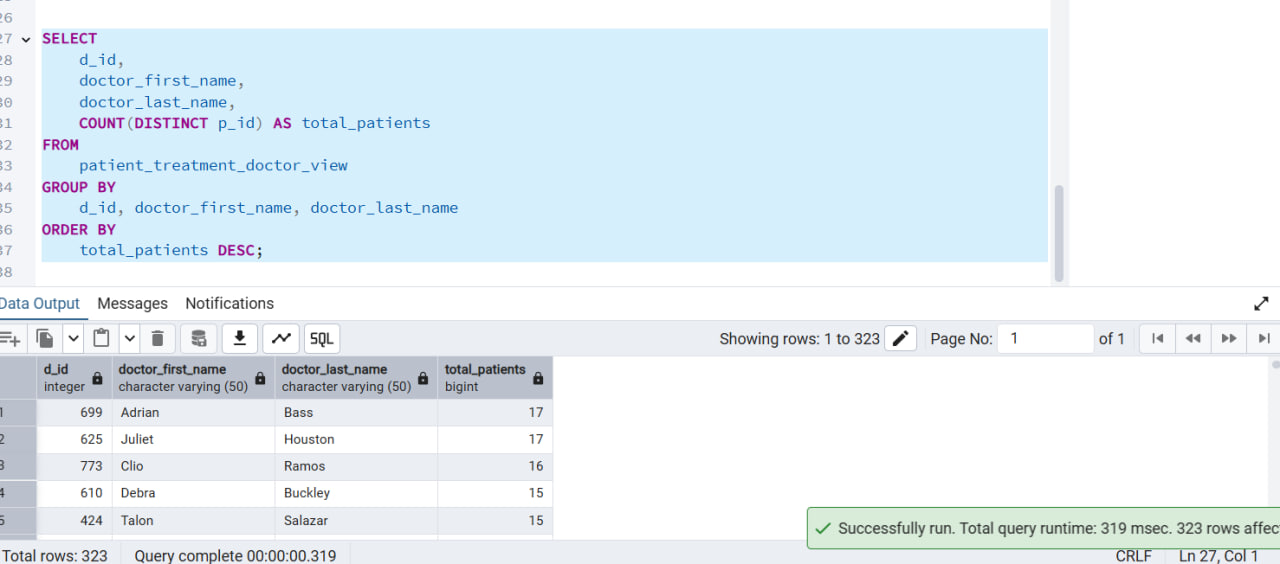 26
27 SELECT
28 d_id,
29 doctor_first_name,
30 doctor_last_name,
31 COUNT(DISTINCT p_id) AS total_patients
32 FROM
33 patient_treatment_doctor_view
34 GROUP BY
35 d_id, doctor_first_name, doctor_last_name
36 ORDER BY
37 total_patients DESC;
38
Data Output Messages Notifications
SQL Showing rows: 1 to 323 Page No: 1 of 1
d_id doctor_first_name doctor_last_name total_patients
integer character varying (50) character varying (50) bigint
1 699 Adrian Bass 17
2 625 Juliet Houston 17
3 773 Clio Ramos 16
4 610 Debra Buckley 15
5 424 Talon Salazar 15
Successfully run. Total query runtime: 319 msec. 323 rows affec
Total rows: 323 Query complete 00:00:00.319 CRLF Ln 27, Col 1